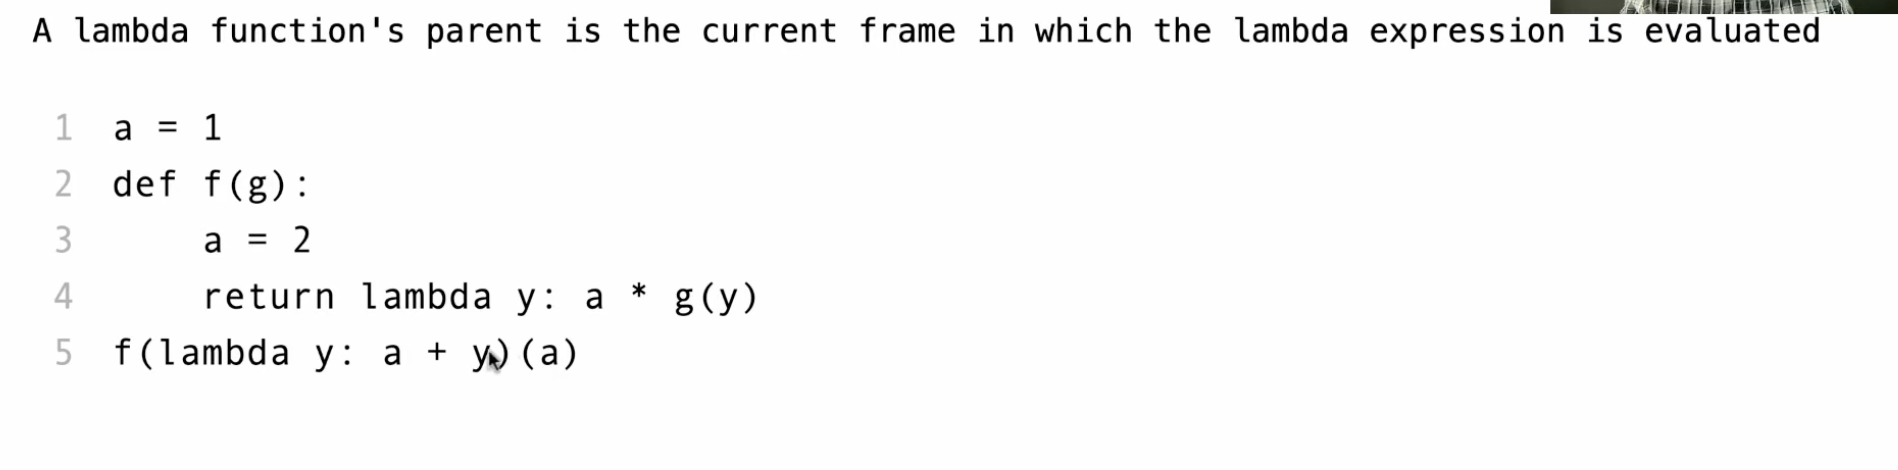 A lambda function's parent is the current frame in which the lambda expression is evaluated
1 a = 1
2 def f(g):
3     a = 2
4     return lambda y: a * g(y)
5 f(lambda y: a + y)(a)